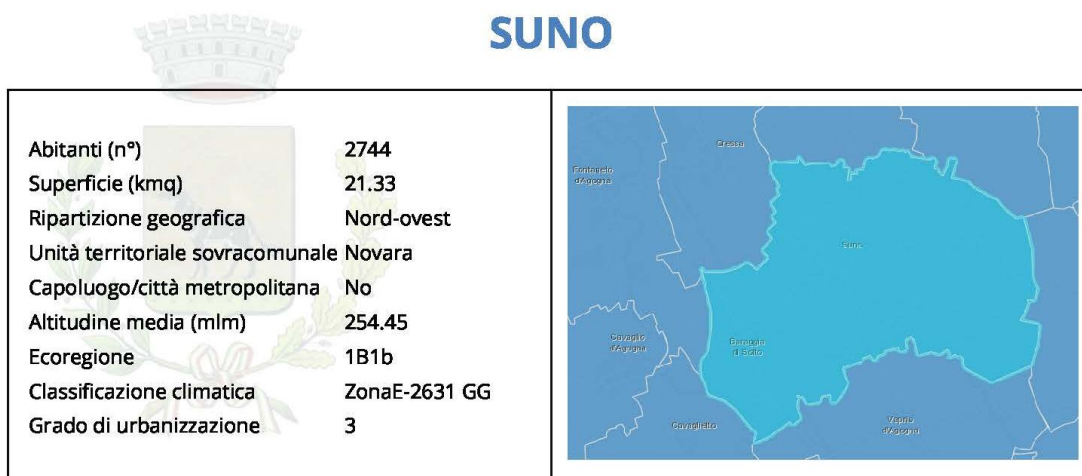 SUNO
Abitanti (n°) 2744
Superficie (kmq) 21.33
Ripartizione geografica Nord-ovest
Unità territoriale sovracomunale Novara
Capoluogo/città metropolitana No
Altitudine media (mlm) 254.45
Ecoregione 1B1b
Classificazione climatica ZonaE-2631 GG
Grado di urbanizzazione 3
Cressa
Fontaneto
d'Agogna
Suno
Cavaglio
d'Agogna
Baraggia
di Sotto
Cavaglietto
Vaprio
d'Agogna